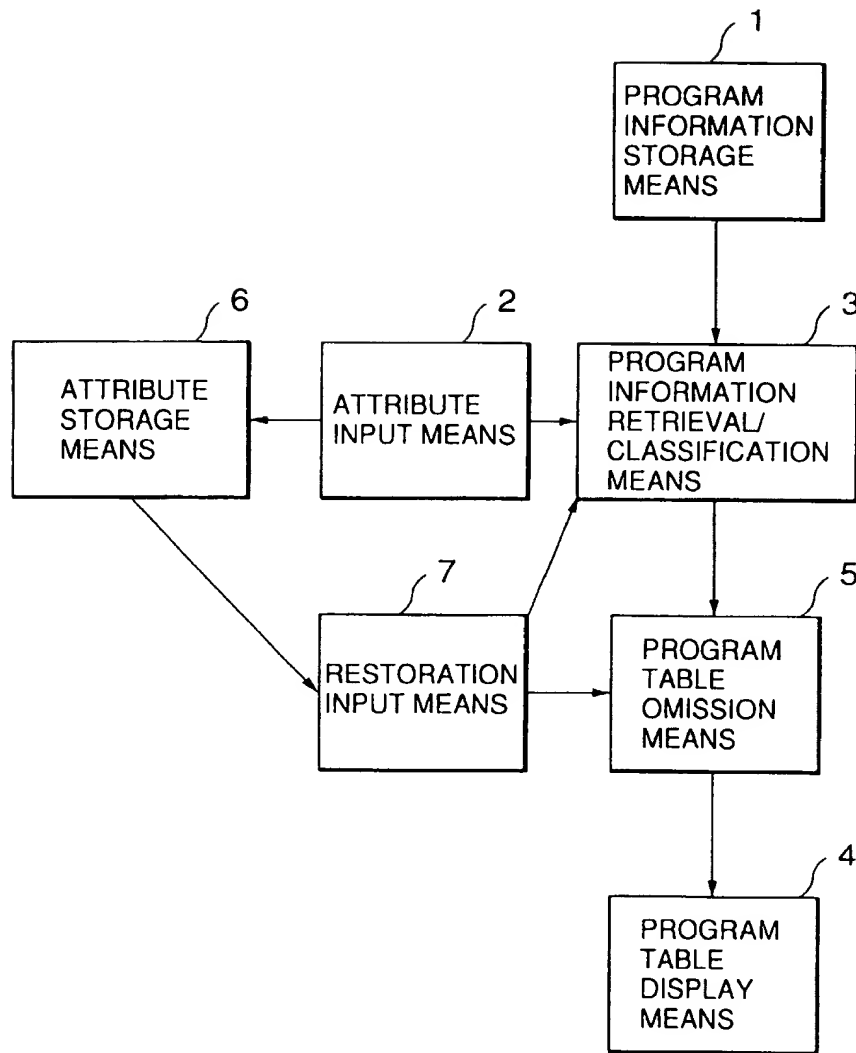 1
PROGRAM
INFORMATION
STORAGE
MEANS
6
2
3
ATTRIBUTE
STORAGE
MEANS
ATTRIBUTE
INPUT MEANS
PROGRAM
INFORMATION
RETRIEVAL/
CLASSIFICATION
MEANS
7
5
RESTORATION
INPUT MEANS
PROGRAM
TABLE
OMISSION
MEANS
4
PROGRAM
TABLE
DISPLAY
MEANS